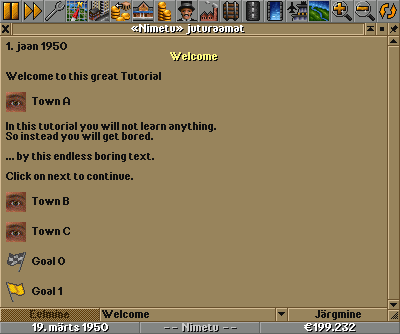 «Nimetu» juturaamat
1. jaan 1950
Welcome
Welcome to this great Tutorial
Town A
In this tutorial you will not learn anything.
So instead you will get bored.
... by this endless boring text.
Click on next to continue.
Town B
Town C
Goal 0
Goal 1
Eelmine Welcome Järgmine
19. märts 1950 -- Nimetu -- €199.232